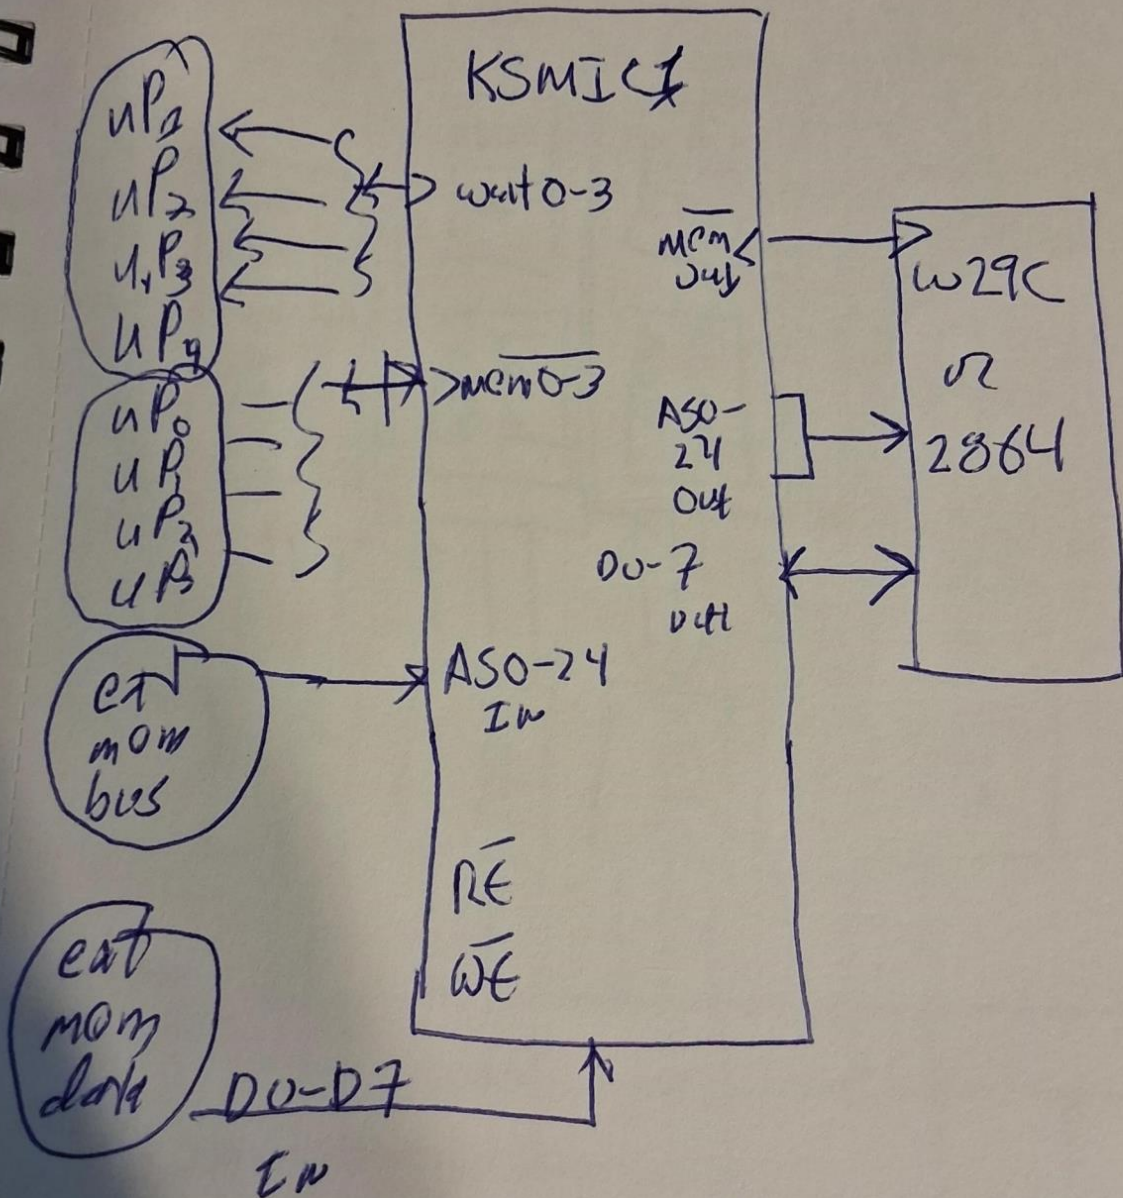 KSMIC1
uP1
uP2
uP3
uP4
wait 0-3
mem
out
W29C
or
2864
mem 0-3
uP0
uP1
uP2
uP3
AS0-
24
Out
D0-7
out
AS0-24
In
ext
mem
bus
RE
WE
ext
mem
data
D0-D7
In